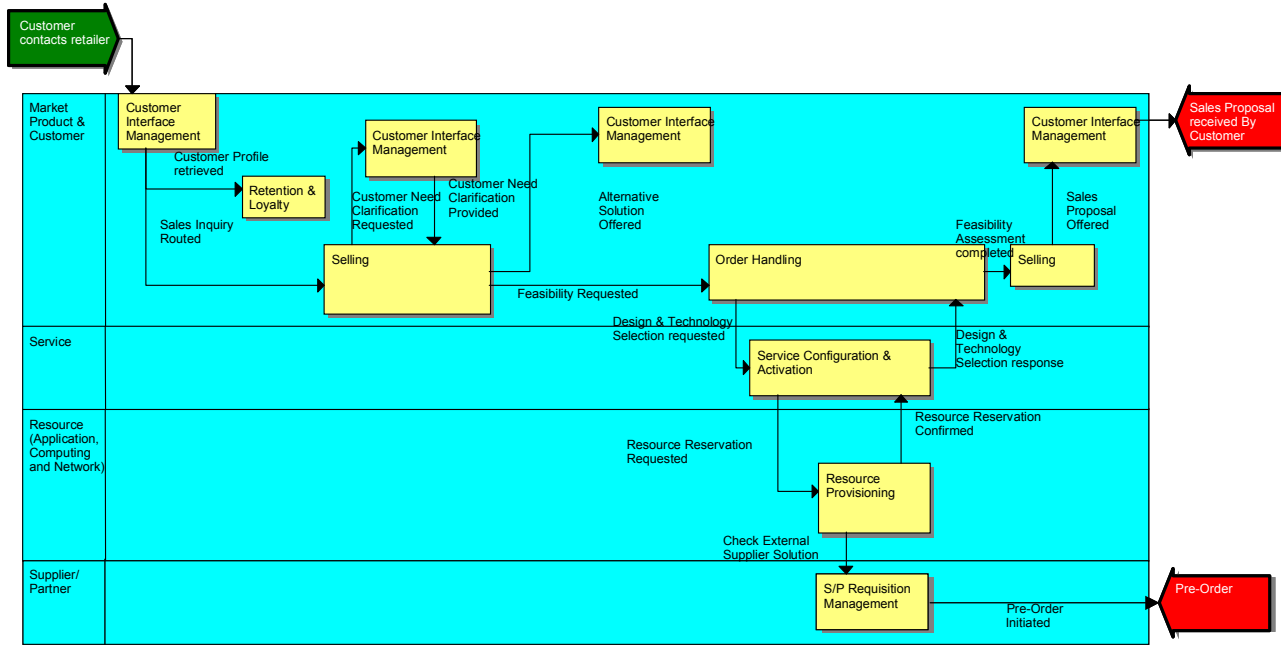 Customer
contacts retailer
Market
Product &
Customer
Customer
Interface
Management
Customer Profile
retrieved
Retention &
Loyalty
Sales Inquiry
Routed
Customer Interface
Management
Customer Need
Clarification
Requested
Customer Need
Clarification
Provided
Selling
Customer Interface
Management
Alternative
Solution
Offered
Feasibility Requested
Order Handling
Feasibility
Assessment
completed
Selling
Sales
Proposal
Offered
Customer Interface
Management
Sales Proposal
received By
Customer
Service
Design & Technology
Selection requested
Service Configuration &
Activation
Design &
Technology
Selection response
Resource
(Application,
Computing
and Network)
Resource Reservation
Requested
Resource Reservation
Confirmed
Resource
Provisioning
Check External
Supplier Solution
Supplier/
Partner
S/P Requisition
Management
Pre-Order
Initiated
Pre-Order